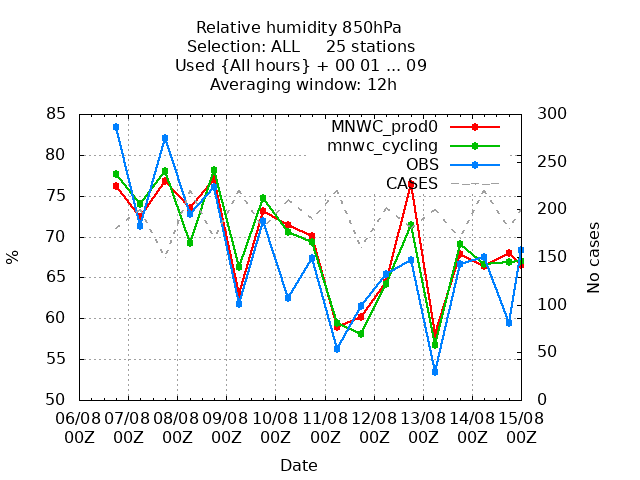 Relative humidity 850hPa
Selection: ALL 25 stations
Used {All hours} + 00 01 ... 09
Averaging window: 12h
MNWC_prod0
mnwc_cycling
OBS
CASES
85
80
75
70
65
60
55
50
%
300
250
200
150
100
50
0
No cases
06/08 07/08 08/08 09/08 10/08 11/08 12/08 13/08 14/08 15/08
00Z 00Z 00Z 00Z 00Z 00Z 00Z 00Z 00Z 00Z
Date